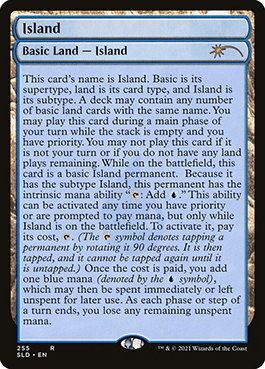 Island
Basic Land — Island
This card's name is Island. Basic is its
supertype, land is its card type, and Island is
its subtype. A deck may contain any number
of basic land cards with the same name. You
may play this card during a main phase of
your turn while the stack is empty and you
have priority. You may not play this card if
it is not your turn or if you do not have any land
plays remaining. While on the battlefield, this
card is a basic Island permanent. Because it
has the subtype Island, this permanent has the
intrinsic mana ability “: Add .” This ability
can be activated any time you have priority
or are prompted to pay mana, but only while
Island is on the battlefield. To activate it, pay
its cost, . (The symbol denotes tapping a
permanent by rotating it 90 degrees. It is then
tapped, and it cannot be tapped again until it
is untapped.) Once the cost is paid, you add
one blue mana (denoted by the symbol),
which may be spent immediately or left
unspent for later use. As each phase or step of
a turn ends, you lose any remaining unspent
mana.
255 R
SLD • EN
™ & © 2021 Wizards of the Coast